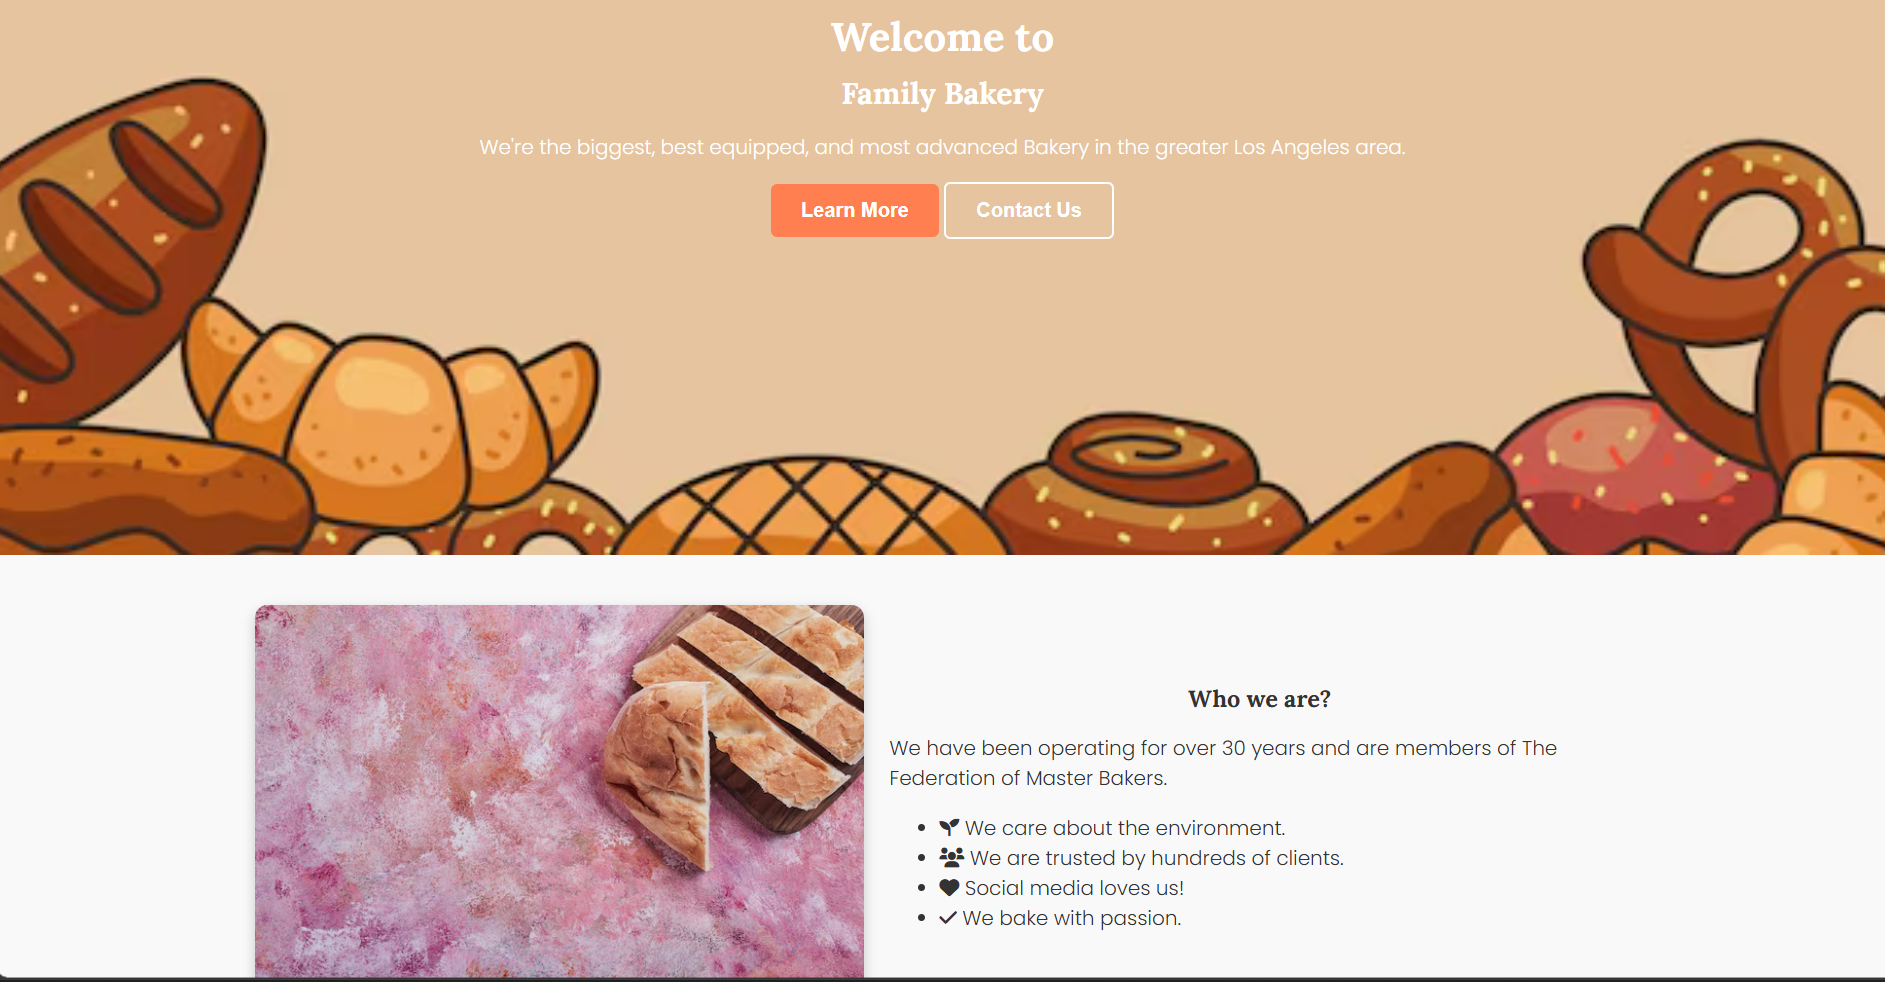 Welcome to
Family Bakery
We're the biggest, best equipped, and most advanced Bakery in the greater Los Angeles area.
Learn More
Contact Us
Who we are?
We have been operating for over 30 years and are members of The
Federation of Master Bakers.
We care about the environment.
We are trusted by hundreds of clients.
Social media loves us!
We bake with passion.